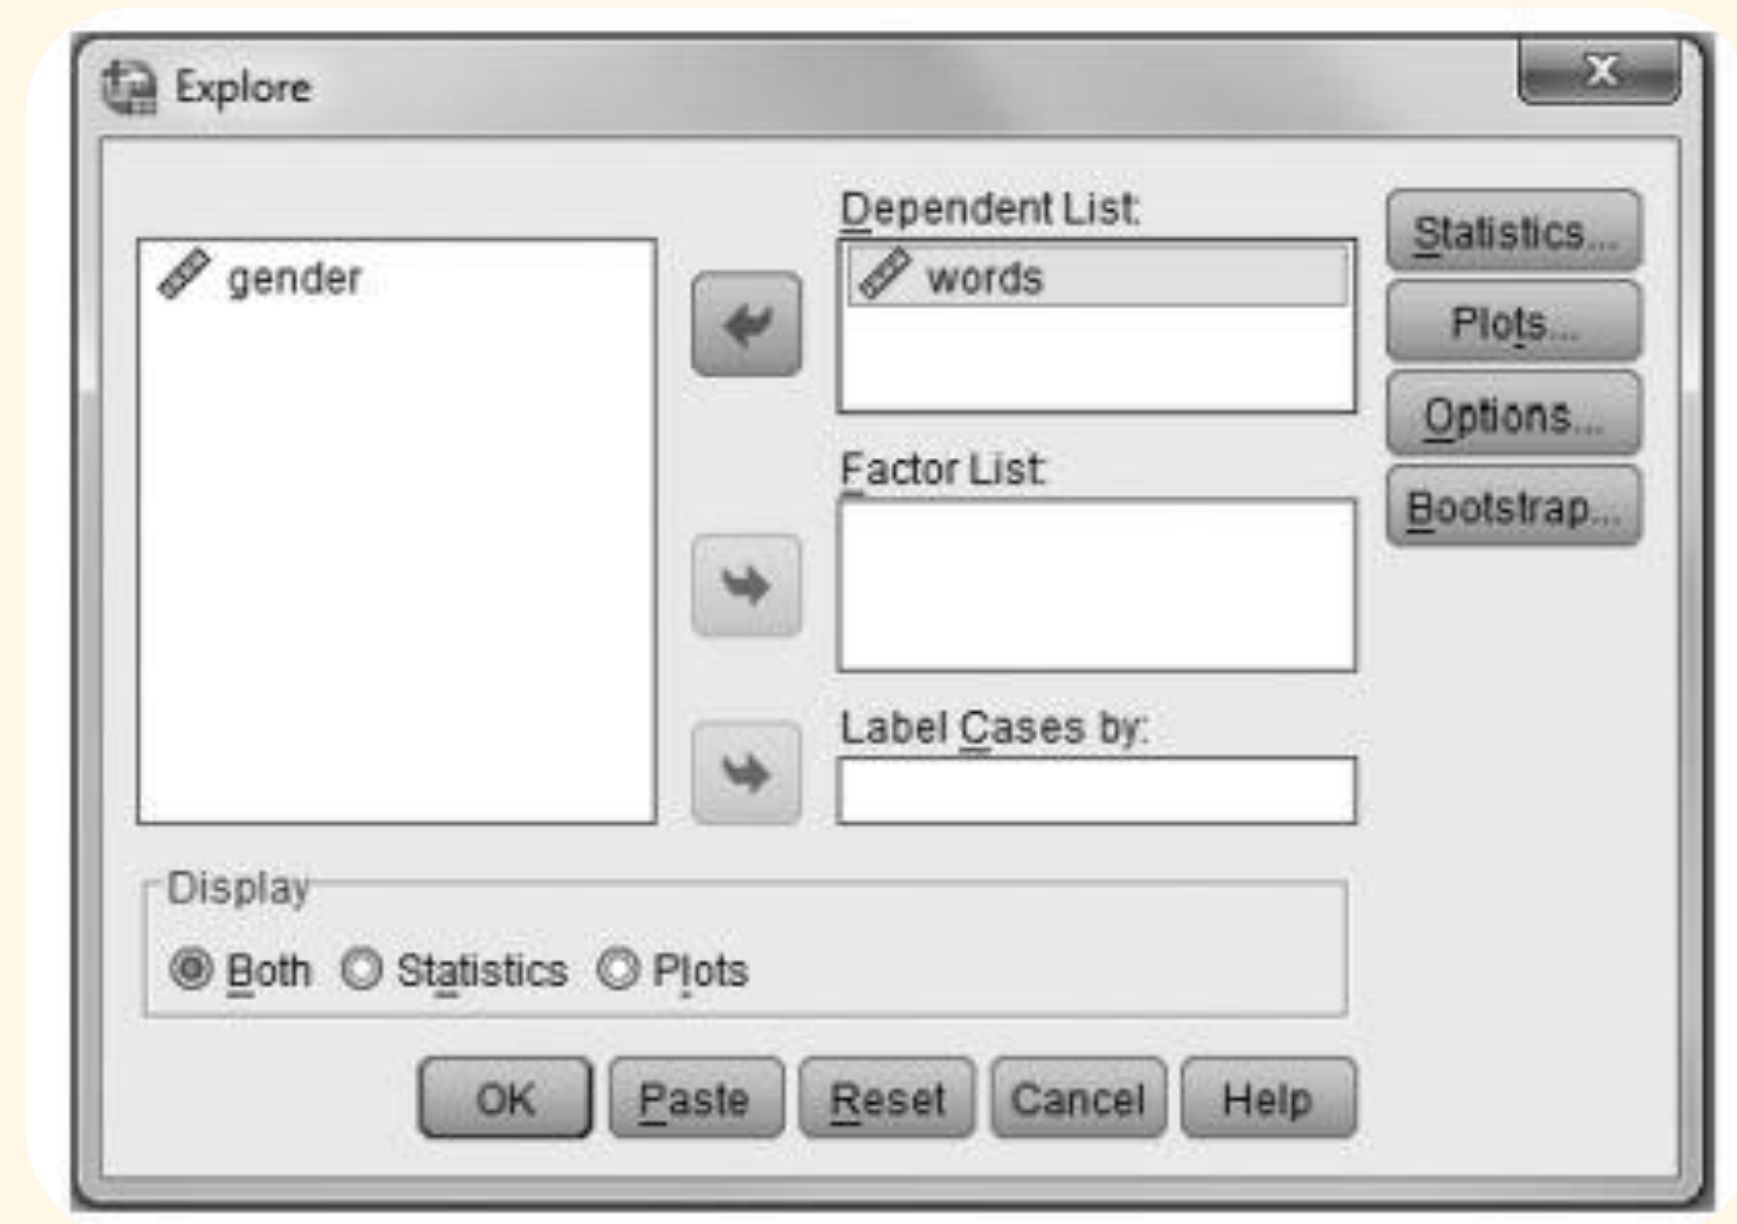 Explore
Dependent List:
Statistics...
gender
words
Plots...
Options...
Factor List:
Bootstrap...
Label Cases by:
Display
Both Statistics Plots
OK Paste Reset Cancel Help